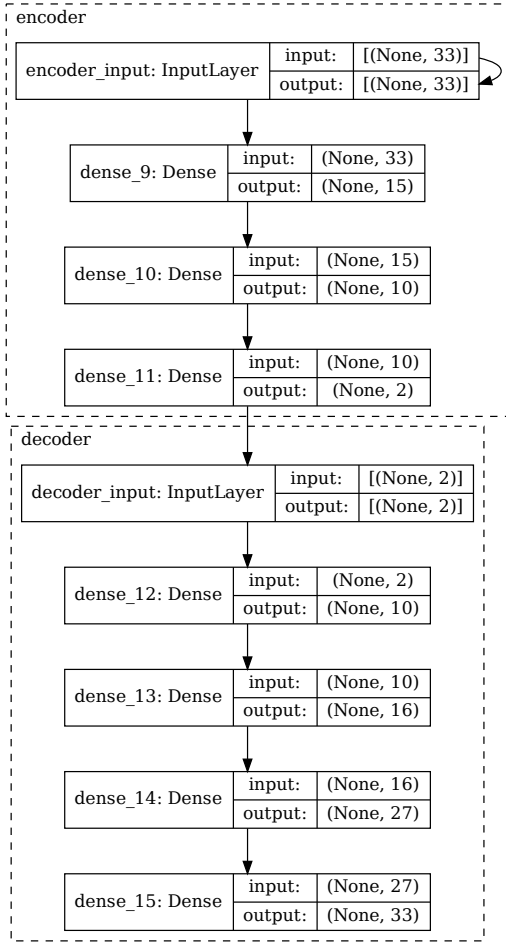 encoder
encoder_input: InputLayer input: [(None, 33)]
output: [(None, 33)]
dense_9: Dense input: (None, 33)
output: (None, 15)
dense_10: Dense input: (None, 15)
output: (None, 10)
dense_11: Dense input: (None, 10)
output: (None, 2)
decoder
decoder_input: InputLayer input: [(None, 2)]
output: [(None, 2)]
dense_12: Dense input: (None, 2)
output: (None, 10)
dense_13: Dense input: (None, 10)
output: (None, 16)
dense_14: Dense input: (None, 16)
output: (None, 27)
dense_15: Dense input: (None, 27)
output: (None, 33)